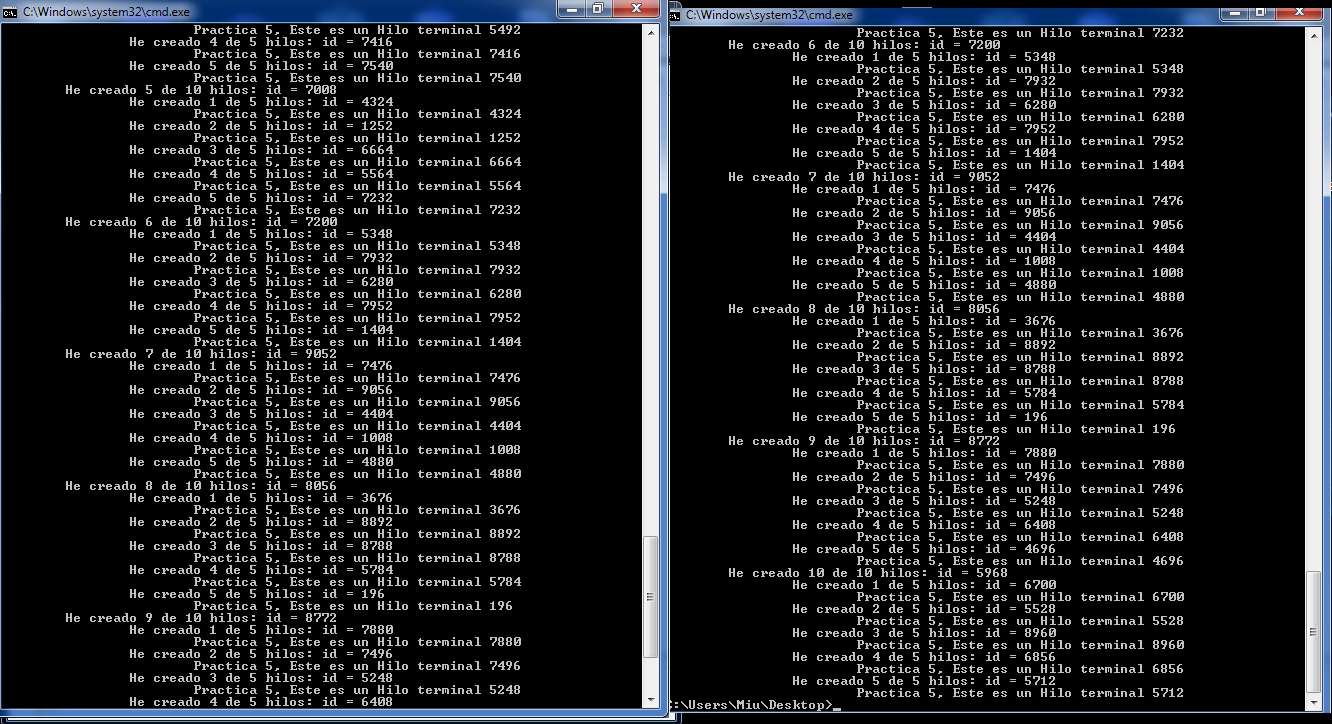 C:\Windows\system32\cmd.exe
Practica 5, Este es un Hilo terminal 5492
He creado 4 de 5 hilos: id = 7416
Practica 5, Este es un Hilo terminal 7416
He creado 5 de 5 hilos: id = 7540
Practica 5, Este es un Hilo terminal 7540
He creado 5 de 10 hilos: id = 7008
He creado 1 de 5 hilos: id = 4324
Practica 5, Este es un Hilo terminal 4324
He creado 2 de 5 hilos: id = 1252
Practica 5, Este es un Hilo terminal 1252
He creado 3 de 5 hilos: id = 6664
Practica 5, Este es un Hilo terminal 6664
He creado 4 de 5 hilos: id = 5564
Practica 5, Este es un Hilo terminal 5564
He creado 5 de 5 hilos: id = 7232
Practica 5, Este es un Hilo terminal 7232
He creado 6 de 10 hilos: id = 7200
He creado 1 de 5 hilos: id = 5348
Practica 5, Este es un Hilo terminal 5348
He creado 2 de 5 hilos: id = 7932
Practica 5, Este es un Hilo terminal 7932
He creado 3 de 5 hilos: id = 6280
Practica 5, Este es un Hilo terminal 6280
He creado 4 de 5 hilos: id = 7952
Practica 5, Este es un Hilo terminal 7952
He creado 5 de 5 hilos: id = 1404
Practica 5, Este es un Hilo terminal 1404
He creado 7 de 10 hilos: id = 9052
He creado 1 de 5 hilos: id = 7476
Practica 5, Este es un Hilo terminal 7476
He creado 2 de 5 hilos: id = 9056
Practica 5, Este es un Hilo terminal 9056
He creado 3 de 5 hilos: id = 4404
Practica 5, Este es un Hilo terminal 4404
He creado 4 de 5 hilos: id = 1008
Practica 5, Este es un Hilo terminal 1008
He creado 5 de 5 hilos: id = 4880
Practica 5, Este es un Hilo terminal 4880
He creado 8 de 10 hilos: id = 8056
He creado 1 de 5 hilos: id = 3676
Practica 5, Este es un Hilo terminal 3676
He creado 2 de 5 hilos: id = 8892
Practica 5, Este es un Hilo terminal 8892
He creado 3 de 5 hilos: id = 8788
Practica 5, Este es un Hilo terminal 8788
He creado 4 de 5 hilos: id = 5784
Practica 5, Este es un Hilo terminal 5784
He creado 5 de 5 hilos: id = 196
Practica 5, Este es un Hilo terminal 196
He creado 9 de 10 hilos: id = 8772
He creado 1 de 5 hilos: id = 7880
Practica 5, Este es un Hilo terminal 7880
He creado 2 de 5 hilos: id = 7496
Practica 5, Este es un Hilo terminal 7496
He creado 3 de 5 hilos: id = 5248
Practica 5, Este es un Hilo terminal 5248
He creado 4 de 5 hilos: id = 6408
C:\Windows\system32\cmd.exe
Practica 5, Este es un Hilo terminal 7232
He creado 6 de 10 hilos: id = 7200
He creado 1 de 5 hilos: id = 5348
Practica 5, Este es un Hilo terminal 5348
He creado 2 de 5 hilos: id = 7932
Practica 5, Este es un Hilo terminal 7932
He creado 3 de 5 hilos: id = 6280
Practica 5, Este es un Hilo terminal 6280
He creado 4 de 5 hilos: id = 7952
Practica 5, Este es un Hilo terminal 7952
He creado 5 de 5 hilos: id = 1404
Practica 5, Este es un Hilo terminal 1404
He creado 7 de 10 hilos: id = 9052
He creado 1 de 5 hilos: id = 7476
Practica 5, Este es un Hilo terminal 7476
He creado 2 de 5 hilos: id = 9056
Practica 5, Este es un Hilo terminal 9056
He creado 3 de 5 hilos: id = 4404
Practica 5, Este es un Hilo terminal 4404
He creado 4 de 5 hilos: id = 1008
Practica 5, Este es un Hilo terminal 1008
He creado 5 de 5 hilos: id = 4880
Practica 5, Este es un Hilo terminal 4880
He creado 8 de 10 hilos: id = 8056
He creado 1 de 5 hilos: id = 3676
Practica 5, Este es un Hilo terminal 3676
He creado 2 de 5 hilos: id = 8892
Practica 5, Este es un Hilo terminal 8892
He creado 3 de 5 hilos: id = 8788
Practica 5, Este es un Hilo terminal 8788
He creado 4 de 5 hilos: id = 5784
Practica 5, Este es un Hilo terminal 5784
He creado 5 de 5 hilos: id = 196
Practica 5, Este es un Hilo terminal 196
He creado 9 de 10 hilos: id = 8772
He creado 1 de 5 hilos: id = 7880
Practica 5, Este es un Hilo terminal 7880
He creado 2 de 5 hilos: id = 7496
Practica 5, Este es un Hilo terminal 7496
He creado 3 de 5 hilos: id = 5248
Practica 5, Este es un Hilo terminal 5248
He creado 4 de 5 hilos: id = 6408
Practica 5, Este es un Hilo terminal 6408
He creado 5 de 5 hilos: id = 4696
Practica 5, Este es un Hilo terminal 4696
He creado 10 de 10 hilos: id = 5968
He creado 1 de 5 hilos: id = 6700
Practica 5, Este es un Hilo terminal 6700
He creado 2 de 5 hilos: id = 5528
Practica 5, Este es un Hilo terminal 5528
He creado 3 de 5 hilos: id = 8960
Practica 5, Este es un Hilo terminal 8960
He creado 4 de 5 hilos: id = 6856
Practica 5, Este es un Hilo terminal 6856
He creado 5 de 5 hilos: id = 5712
Practica 5, Este es un Hilo terminal 5712
:\Users\Miu\Desktop>_